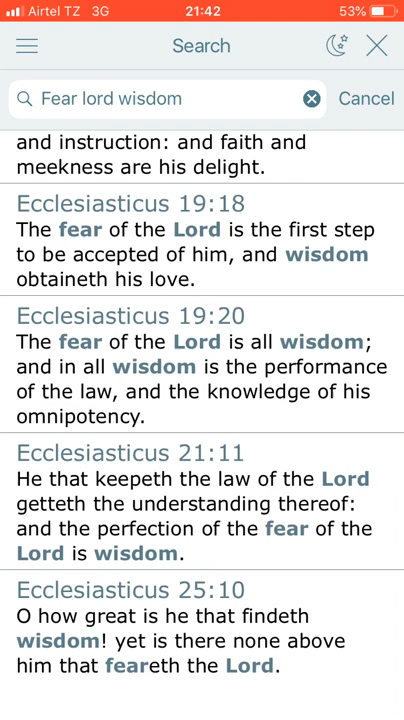 Airtel TZ 3G 21:42 53%
Search
Fear lord wisdom Cancel
and instruction: and faith and
meekness are his delight.
Ecclesiasticus 19:18
The fear of the Lord is the first step
to be accepted of him, and wisdom
obtaineth his love.
Ecclesiasticus 19:20
The fear of the Lord is all wisdom;
and in all wisdom is the performance
of the law, and the knowledge of his
omnipotency.
Ecclesiasticus 21:11
He that keepeth the law of the Lord
getteth the understanding thereof:
and the perfection of the fear of the
Lord is wisdom.
Ecclesiasticus 25:10
O how great is he that findeth
wisdom! yet is there none above
him that feareth the Lord.